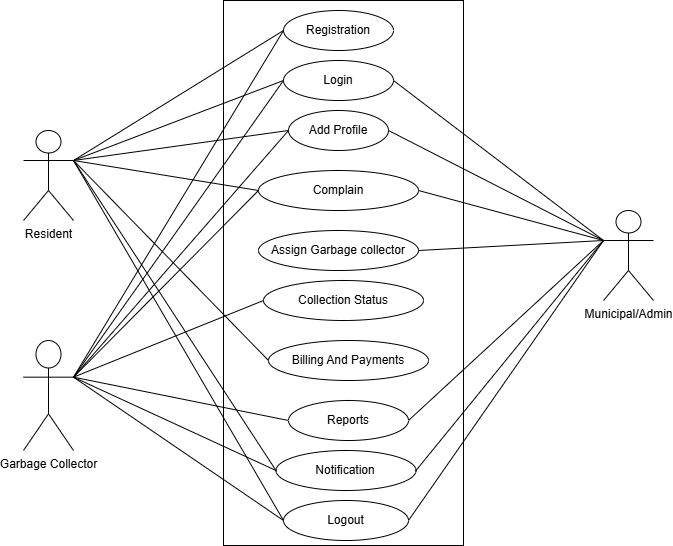 Registration
Login
Add Profile
Complain
Resident
Assign Garbage collector
Collection Status
Municipal/Admin
Billing And Payments
Reports
Garbage Collector
Notification
Logout